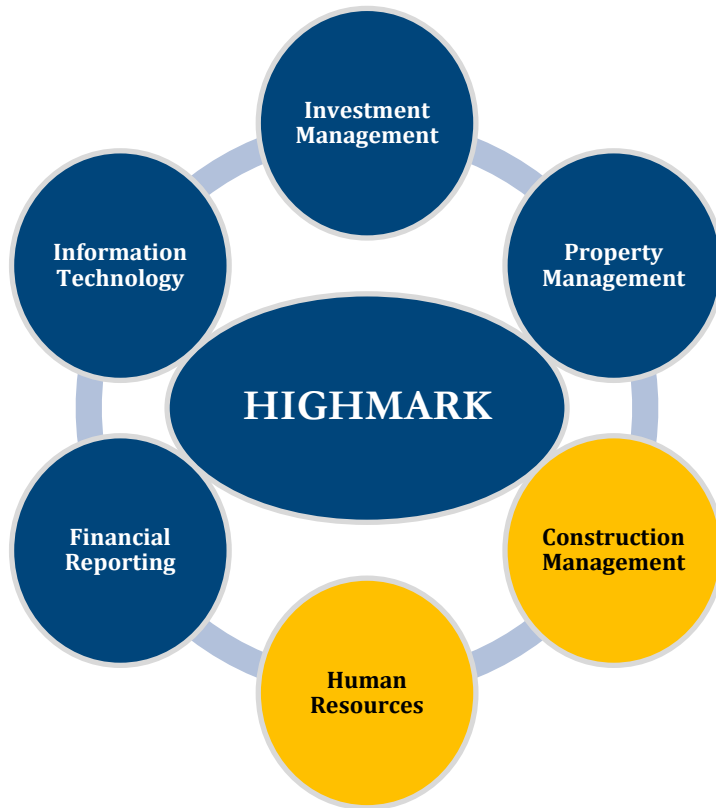 Investment
Management
Information
Technology
Property
Management
HIGHMARK
Financial
Reporting
Construction
Management
Human
Resources